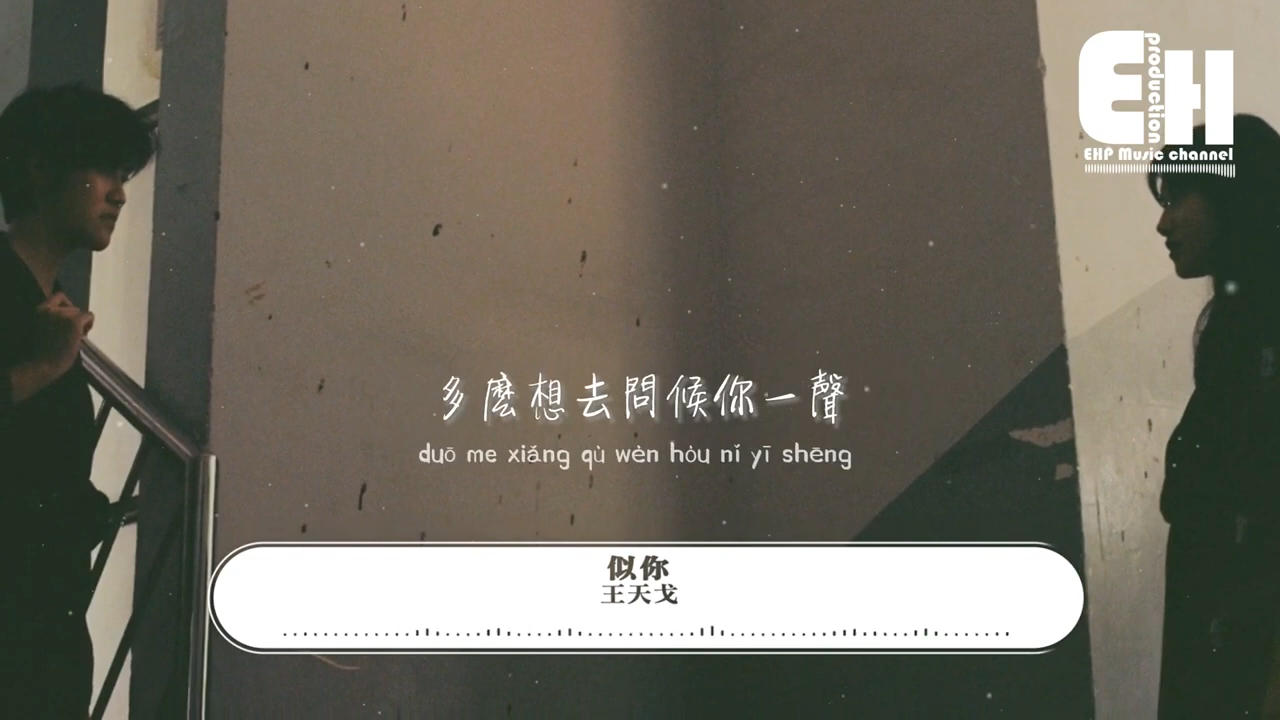 EH
production
EHP Music channel
多麼想去問候你一聲
duō me xiǎng qù wèn hòu nǐ yī shēng
似你
王天戈